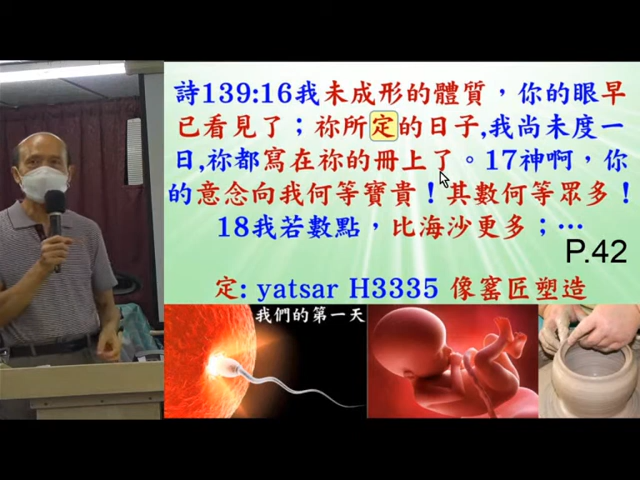 詩139:16我未成形的體質，你的眼早
已看見了；祢所定的日子,我尚未度一
日,祢都寫在祢的冊上了。17神啊，你
的意念向我何等寶貴！其數何等眾多！
18我若數點，比海沙更多；…
P.42
定: yatsar H3335 像窰匠塑造
我們的第一天